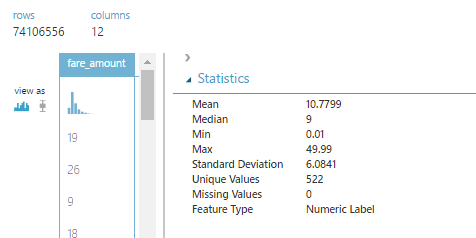 rows columns
74106556 12
fare_amount
view as
19
26
9
18
Statistics
Mean 10.7799
Median 9
Min 0.01
Max 49.99
Standard Deviation 6.0841
Unique Values 522
Missing Values 0
Feature Type Numeric Label